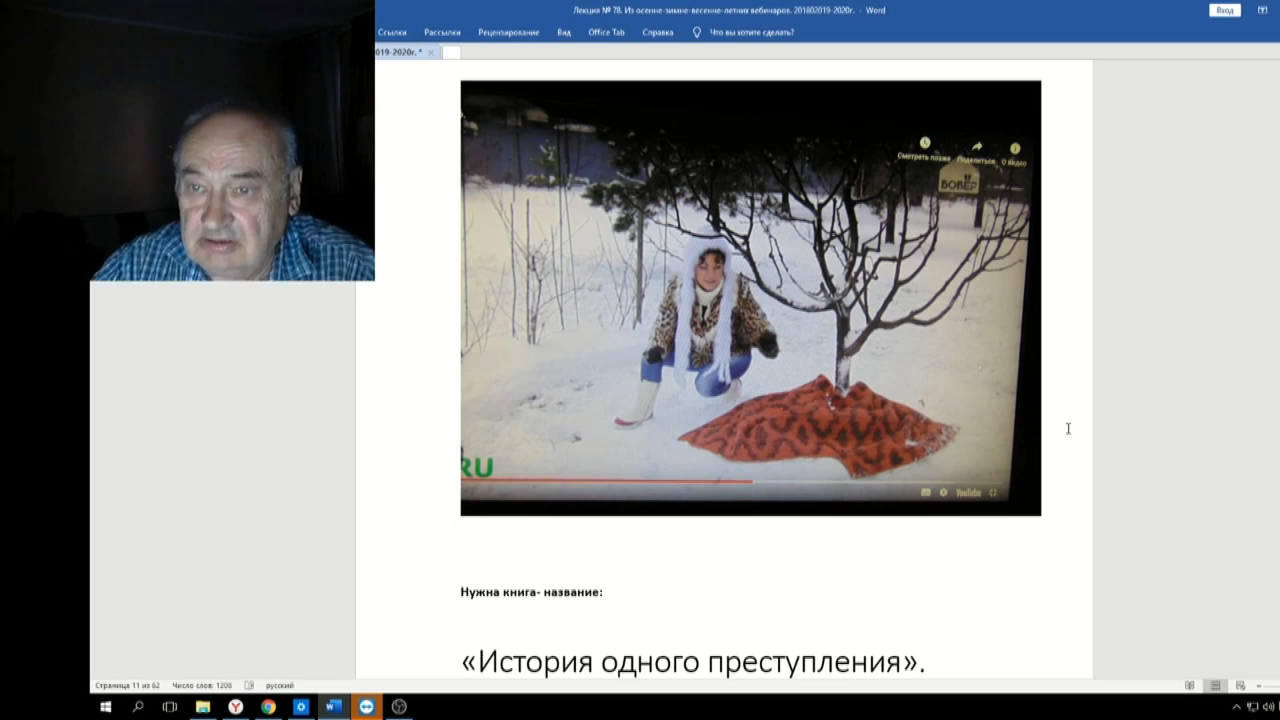 Лекция № 78. Из осенне-зимне-весенне-летних вебинаров. 201802019-2020г. - Word
Вход
Ссылки
Рассылки
Рецензирование
Вид
Office Tab
Справка
Что вы хотите сделать?
019-2020г. *
Смотреть позже
Поделиться
О видео
ВОВЕР
RU
YouTube
Нужна книга- название:
«История одного преступления».
Страница 11 из 62
Число слов: 1208
русский